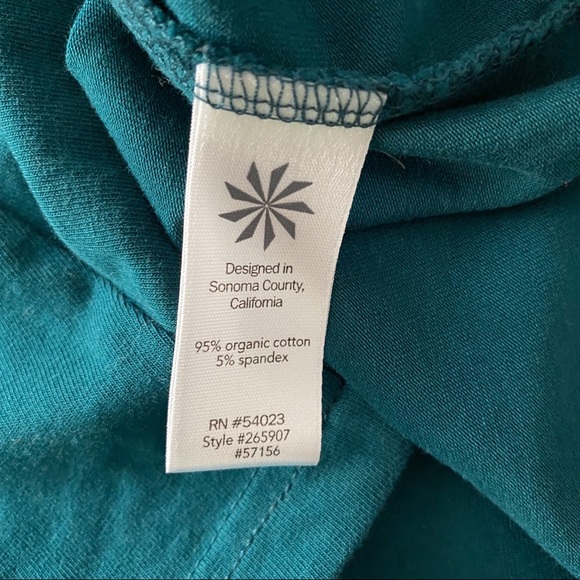 Designed in
Sonoma County,
California
95% organic cotton
5% spandex
RN #54023
Style #265907
#57156